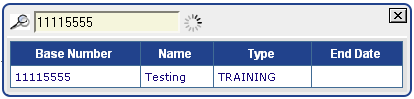 11115555
Base Number Name Type End Date
11115555 Testing TRAINING